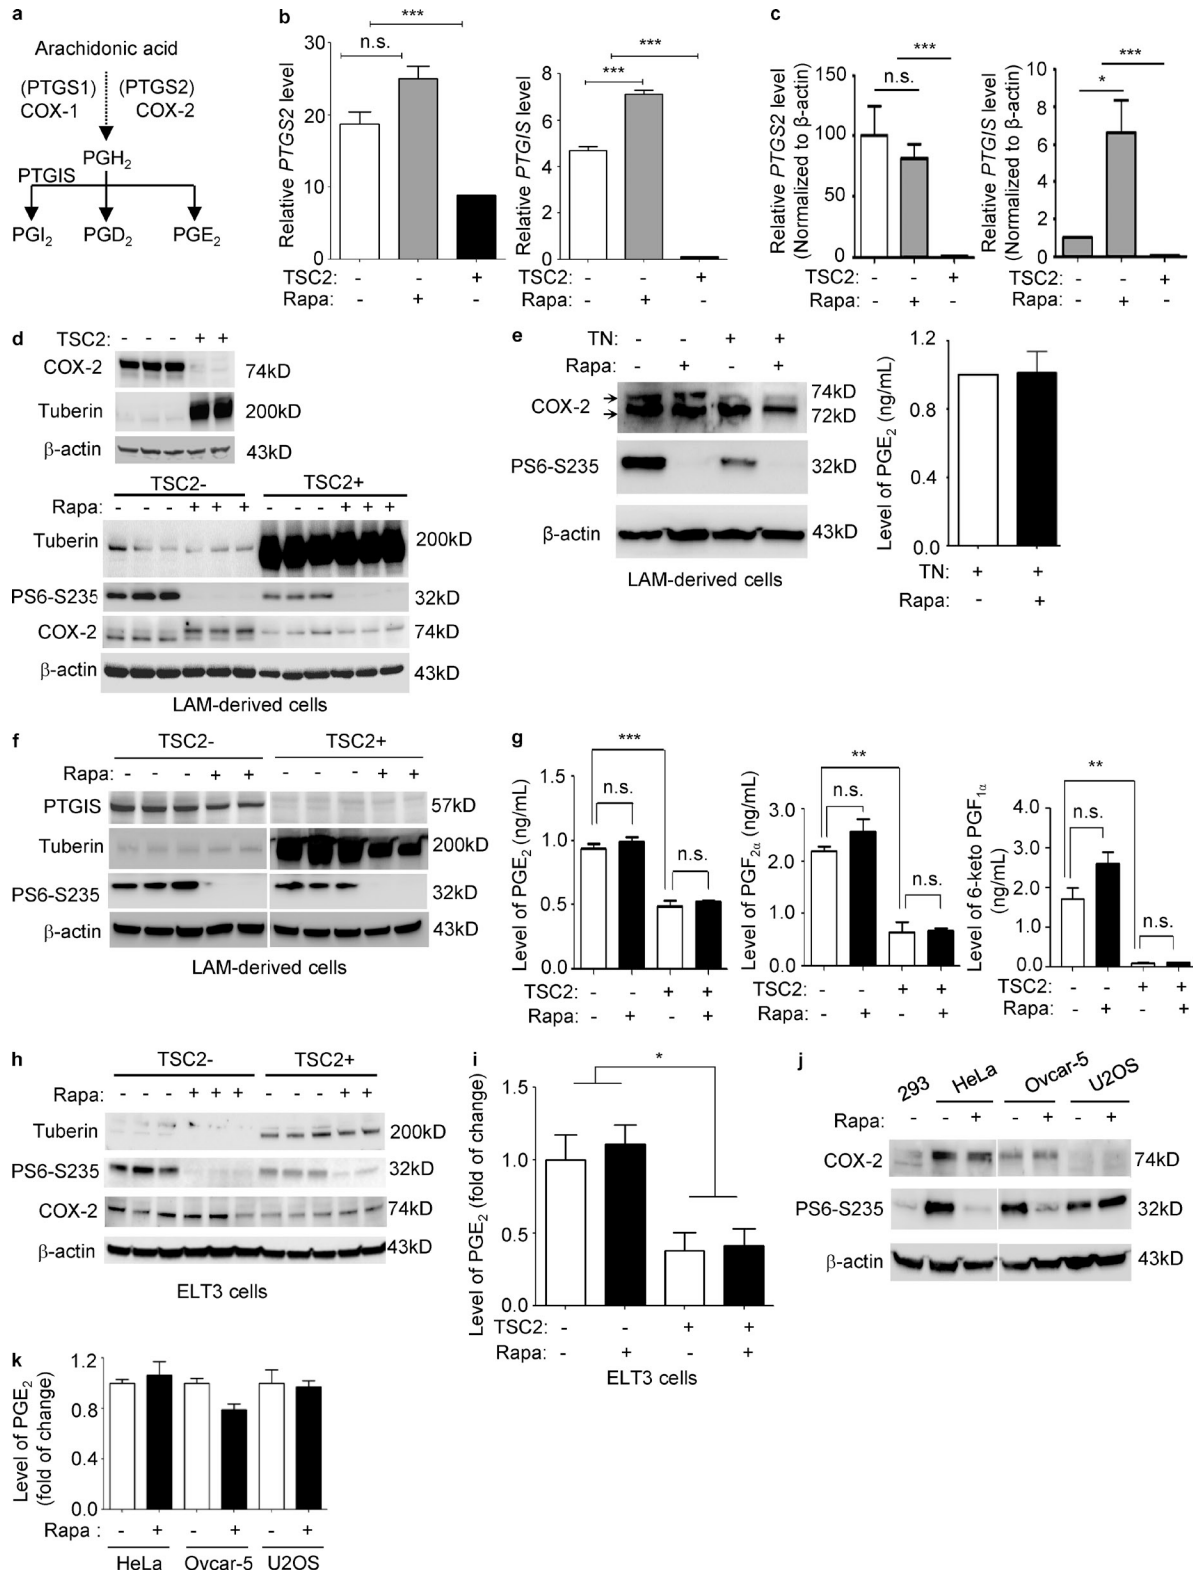 a
Arachidonic acid
(PTGS1) (PTGS2)
COX-1 COX-2
PGH2
PTGIS
PGI2 PGD2 PGE2
b
***
n.s.
30
20
10
0
Relative PTGS2 level
TSC2: - - +
Rapa: - + -
***
***
8
6
4
2
0
Relative PTGIS level
TSC2: - - +
Rapa: - + -
c
***
n.s.
150
100
50
0
Relative PTGS2 level
(Normalized to β-actin)
TSC2: - - +
Rapa: - + -
***
*
10
8
6
4
2
0
Relative PTGIS level
(Normalized to β-actin)
TSC2: - - +
Rapa: - + -
d
TSC2: - - - + +
COX-2 74kD
Tuberin 200kD
β-actin 43kD
TSC2- TSC2+
Rapa: - - - + + + - - - + + +
Tuberin 200kD
PS6-S235 32kD
COX-2 74kD
β-actin 43kD
LAM-derived cells
e
TN: - - + +
Rapa: - + - +
COX-2 74kD
72kD
PS6-S235 32kD
β-actin 43kD
LAM-derived cells
1.2
0.8
0.4
0.0
Level of PGE2 (ng/mL)
TN: + +
Rapa: - +
f
TSC2- TSC2+
Rapa: - - - + + - - - + +
PTGIS 57kD
Tuberin 200kD
PS6-S235 32kD
β-actin 43kD
LAM-derived cells
g
***
n.s.
n.s.
1.5
1.0
0.5
0.0
Level of PGE2 (ng/mL)
TSC2: - - + +
Rapa: - + - +
**
n.s.
n.s.
3.0
2.0
1.0
0.0
Level of PGF2α (ng/mL)
TSC2: - - + +
Rapa: - + - +
**
n.s.
n.s.
4.0
3.0
2.0
1.0
0.0
Level of 6-keto PGF1α
(ng/mL)
TSC2: - - + +
Rapa: - + - +
h
TSC2- TSC2+
Rapa: - - - + + + - - - + +
Tuberin 200kD
PS6-S235 32kD
COX-2 74kD
β-actin 43kD
ELT3 cells
i
*
1.5
1.0
0.5
0.0
Level of PGE2 (fold of change)
TSC2: - - + +
Rapa: - + - +
ELT3 cells
j
293 HeLa Ovcar-5 U2OS
Rapa: - - + - + - +
COX-2 74kD
PS6-S235 32kD
β-actin 43kD
k
1.2
0.8
0.4
0
Level of PGE2
(fold of change)
Rapa : - + - + - +
HeLa Ovcar-5 U2OS